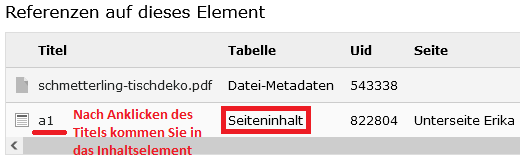 Referenzen auf dieses Element
Titel Tabelle Uid Seite
schmetterling-tischdeko.pdf Datei-Metadaten 543338
a1 Seiteninhalt 822804 Unterseite Erika
Nach Anklicken des
Titels kommen Sie in
das Inhaltselement